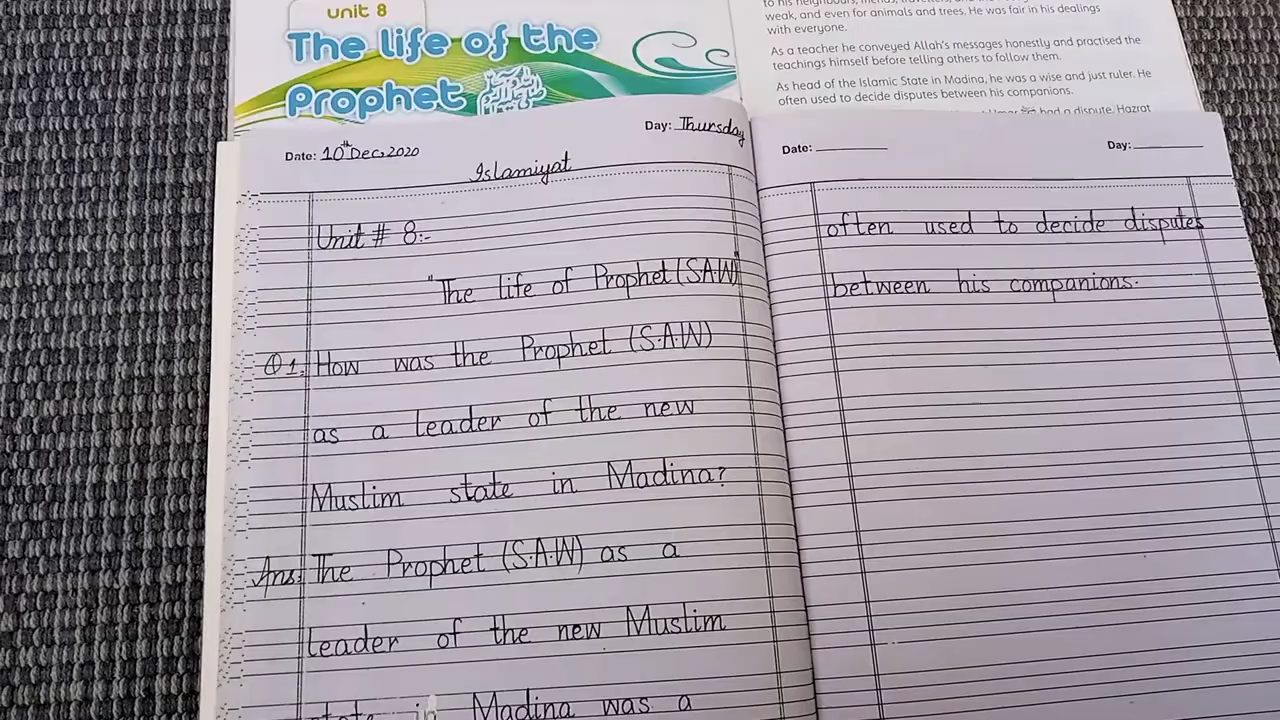 unit 8
The life of the
Prophet
weak, and even for animals and trees. He was fair in his dealings
with everyone.
As a teacher he conveyed Allah's messages honestly and practised the
teachings himself before telling others to follow them.
As head of the Islamic State in Madina, he was a wise and just ruler. He
often used to decide disputes between his companions.
had a dispute. Hazrat
Date: 10th Dec, 2020
Day: Thursday
Islamiyat
Unit # 8:-
"The life of Prophet (S.A.W)"
Q1. How was the Prophet (S.A.W)
as a leader of the new
Muslim state in Madina?
Ans: The Prophet (S.A.W) as a
leader of the new Muslim
state in Madina was a
Date:
Day:
often used to decide disputes
between his companions.